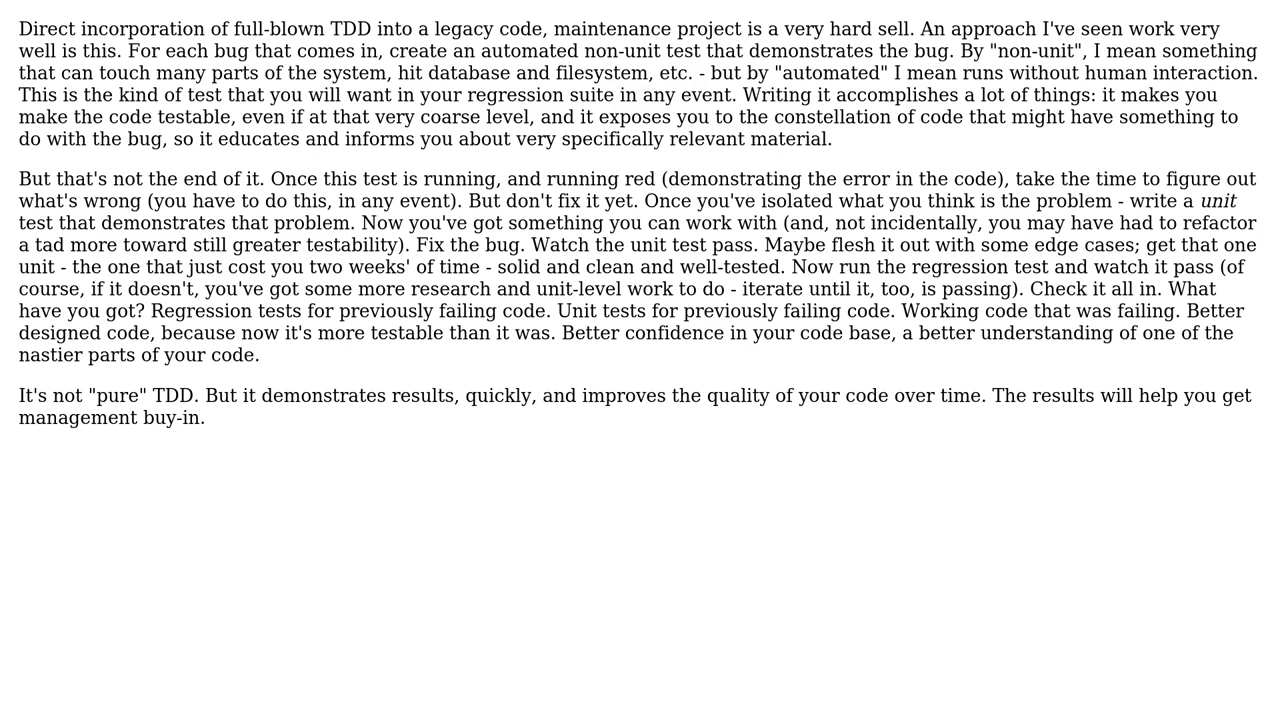 Direct incorporation of full-blown TDD into a legacy code, maintenance project is a very hard sell. An approach I've seen work very
well is this. For each bug that comes in, create an automated non-unit test that demonstrates the bug. By "non-unit", I mean something
that can touch many parts of the system, hit database and filesystem, etc. - but by "automated" I mean runs without human interaction.
This is the kind of test that you will want in your regression suite in any event. Writing it accomplishes a lot of things: it makes you
make the code testable, even if at that very coarse level, and it exposes you to the constellation of code that might have something to
do with the bug, so it educates and informs you about very specifically relevant material.
But that's not the end of it. Once this test is running, and running red (demonstrating the error in the code), take the time to figure out
what's wrong (you have to do this, in any event). But don't fix it yet. Once you've isolated what you think is the problem - write a unit
test that demonstrates that problem. Now you've got something you can work with (and, not incidentally, you may have had to refactor
a tad more toward still greater testability). Fix the bug. Watch the unit test pass. Maybe flesh it out with some edge cases; get that one
unit - the one that just cost you two weeks' of time - solid and clean and well-tested. Now run the regression test and watch it pass (of
course, if it doesn't, you've got some more research and unit-level work to do - iterate until it, too, is passing). Check it all in. What
have you got? Regression tests for previously failing code. Unit tests for previously failing code. Working code that was failing. Better
designed code, because now it's more testable than it was. Better confidence in your code base, a better understanding of one of the
nastier parts of your code.
It's not "pure" TDD. But it demonstrates results, quickly, and improves the quality of your code over time. The results will help you get
management buy-in.